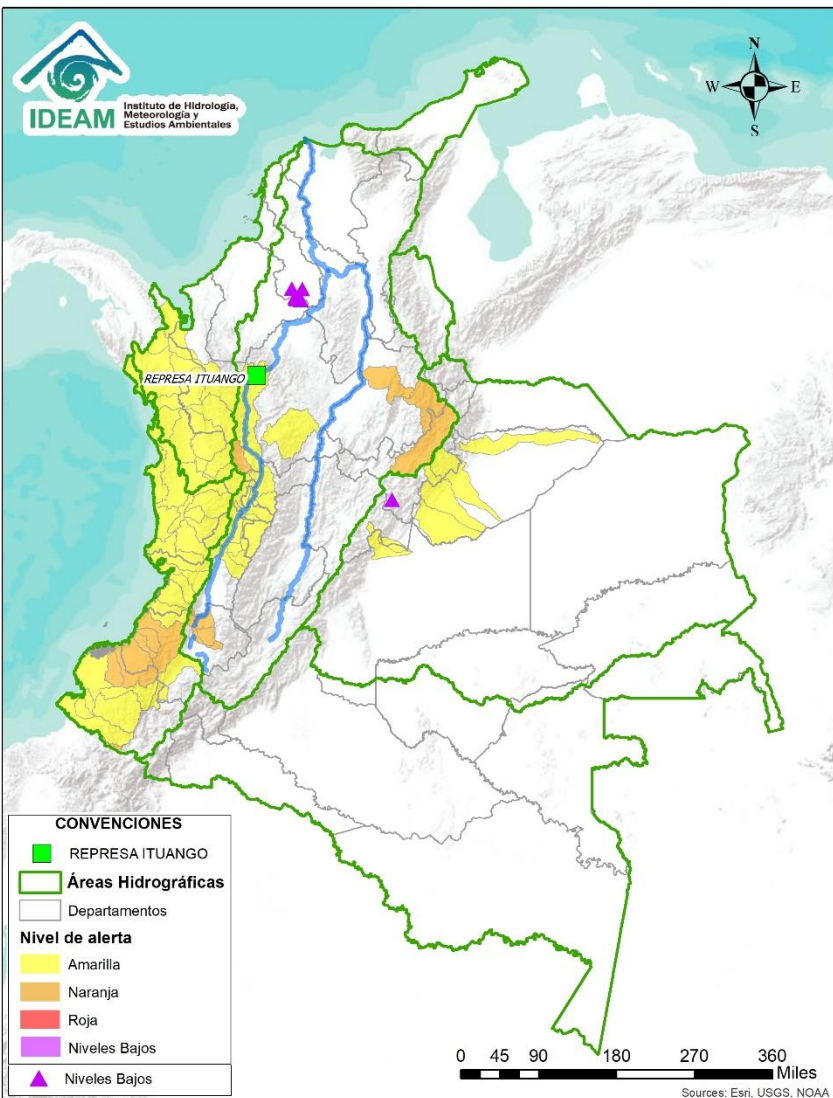 IDEAM
Instituto de Hidrología,
Meteorología y
Estudios Ambientales
N
W
E
S
REPRESA ITUANGO
CONVENCIONES
REPRESA ITUANGO
Áreas Hidrográficas
Departamentos
Nivel de alerta
Amarilla
Naranja
Roja
Niveles Bajos
Niveles Bajos
0 45 90 180 270 360
Miles
Sources: Esri, USGS, NOAA